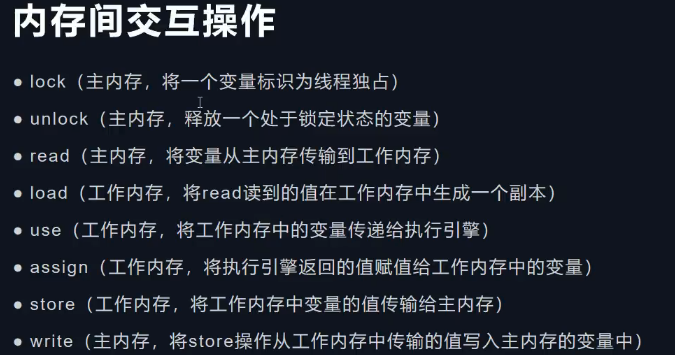 内存间交互操作
● lock（主内存，将一个变量标识为线程独占）
● unlock（主内存，释放一个处于锁定状态的变量）
● read（主内存，将变量从主内存传输到工作内存）
● load（工作内存，将read读到的值在工作内存中生成一个副本）
● use（工作内存，将工作内存中的变量传递给执行引擎）
● assign（工作内存，将执行引擎返回的值赋值给工作内存中的变量）
● store（工作内存，将工作内存中变量的值传输给主内存）
● write（主内存，将store操作从工作内存中传输的值写入主内存的变量中）